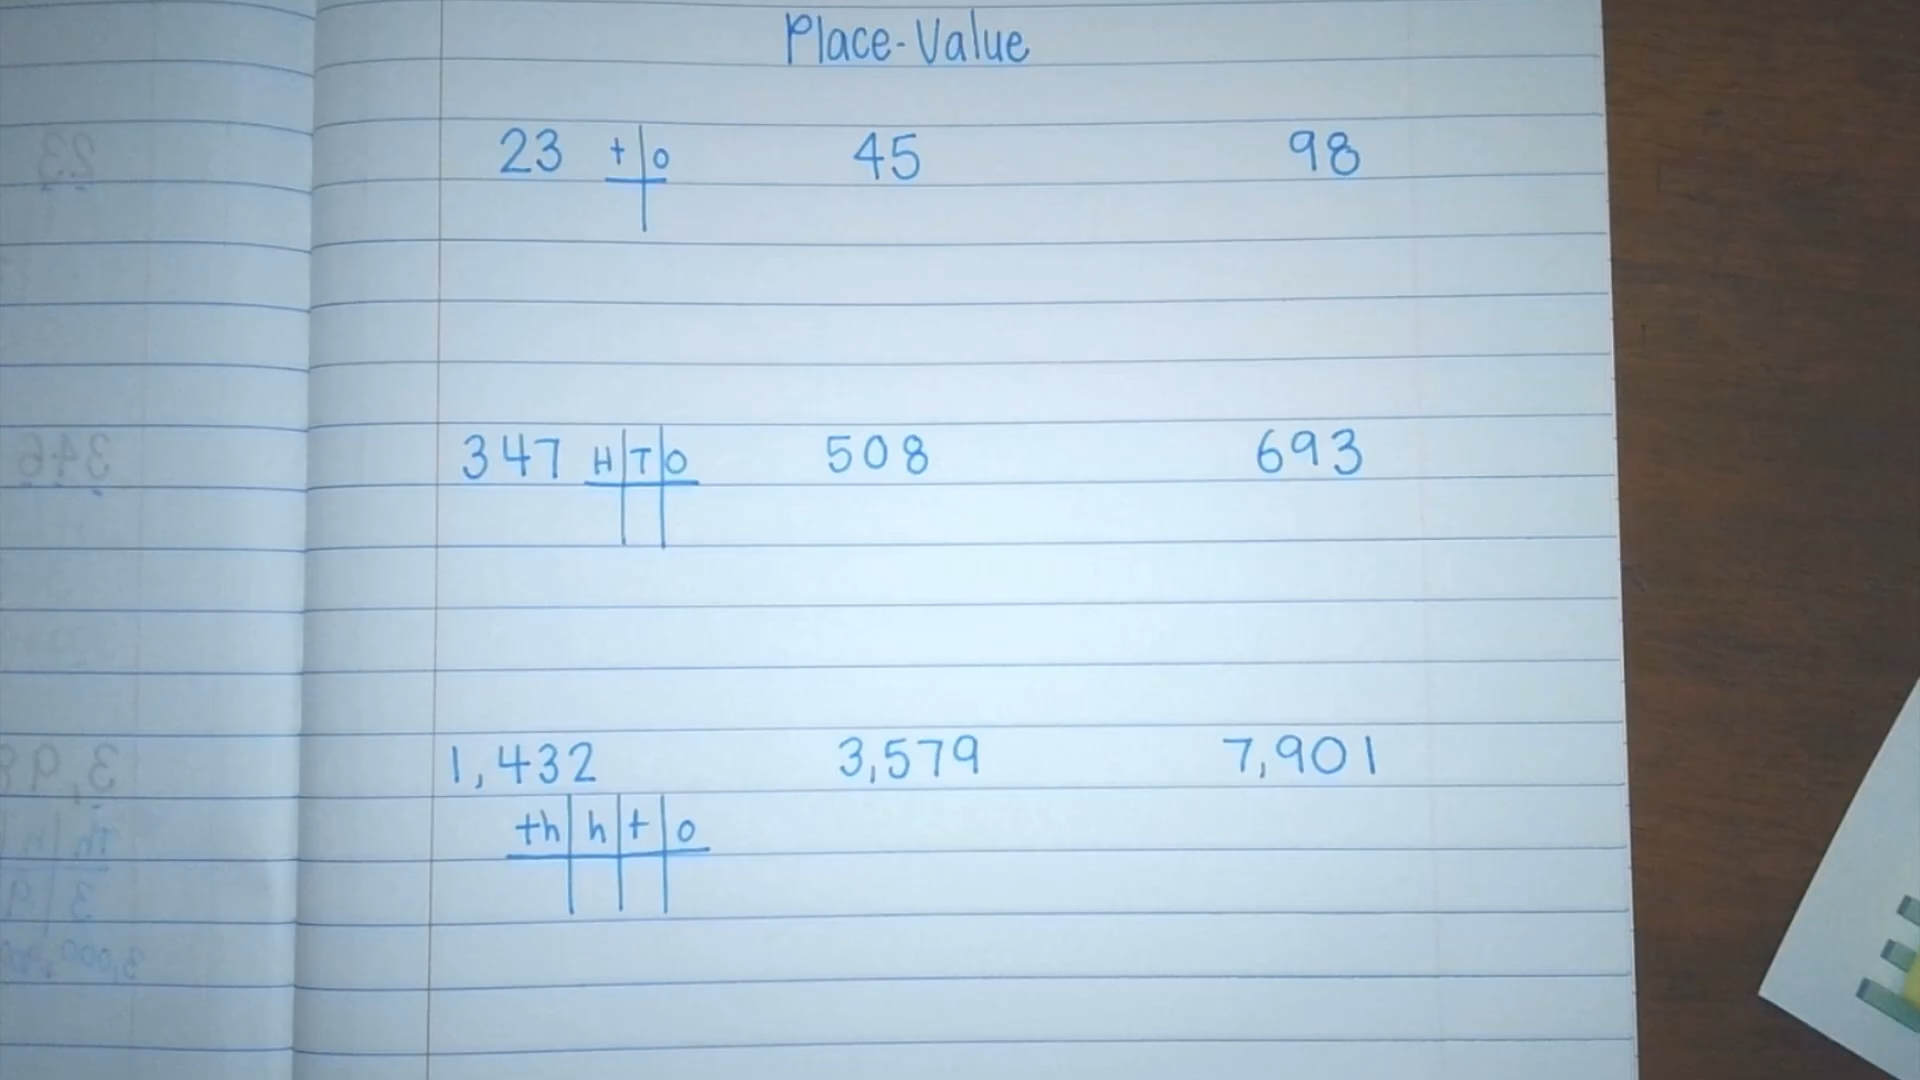 Place-Value
23 t o 45 98
347 H T O 508 693
1,432 3,579 7,901
th h t o